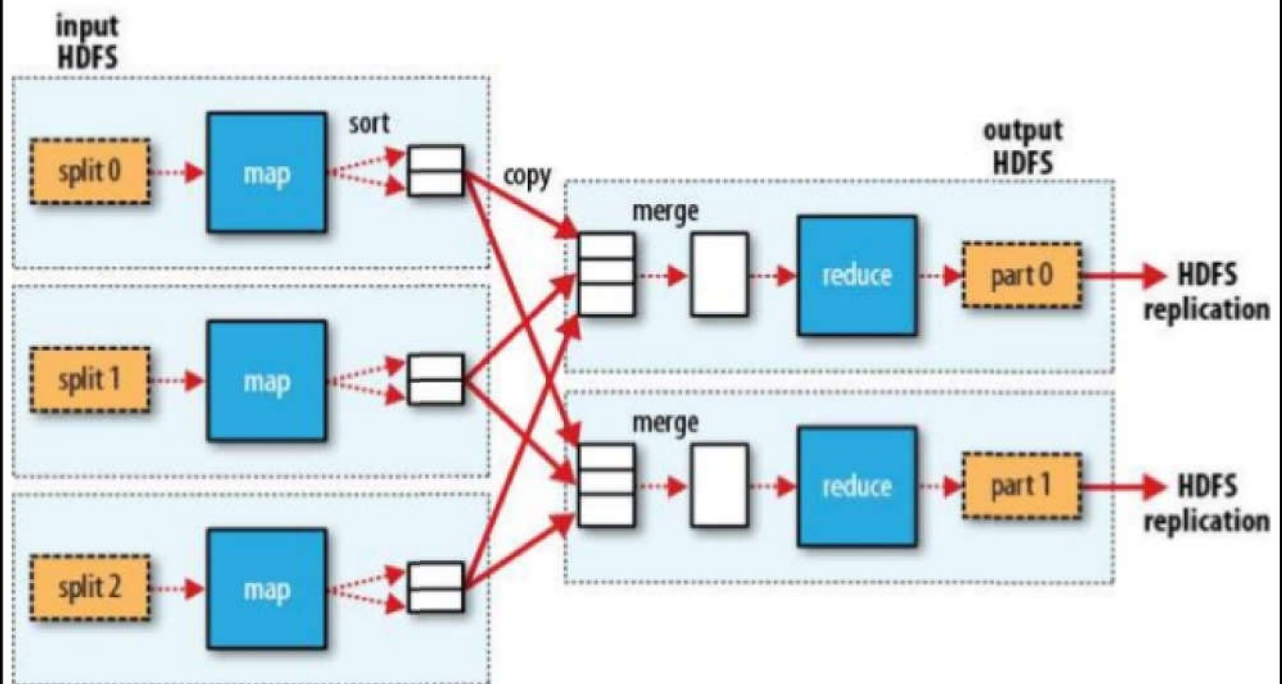 input
HDFS
split 0
map
sort
copy
split 1
map
split 2
map
output
HDFS
merge
reduce
part 0
HDFS
replication
merge
reduce
part 1
HDFS
replication